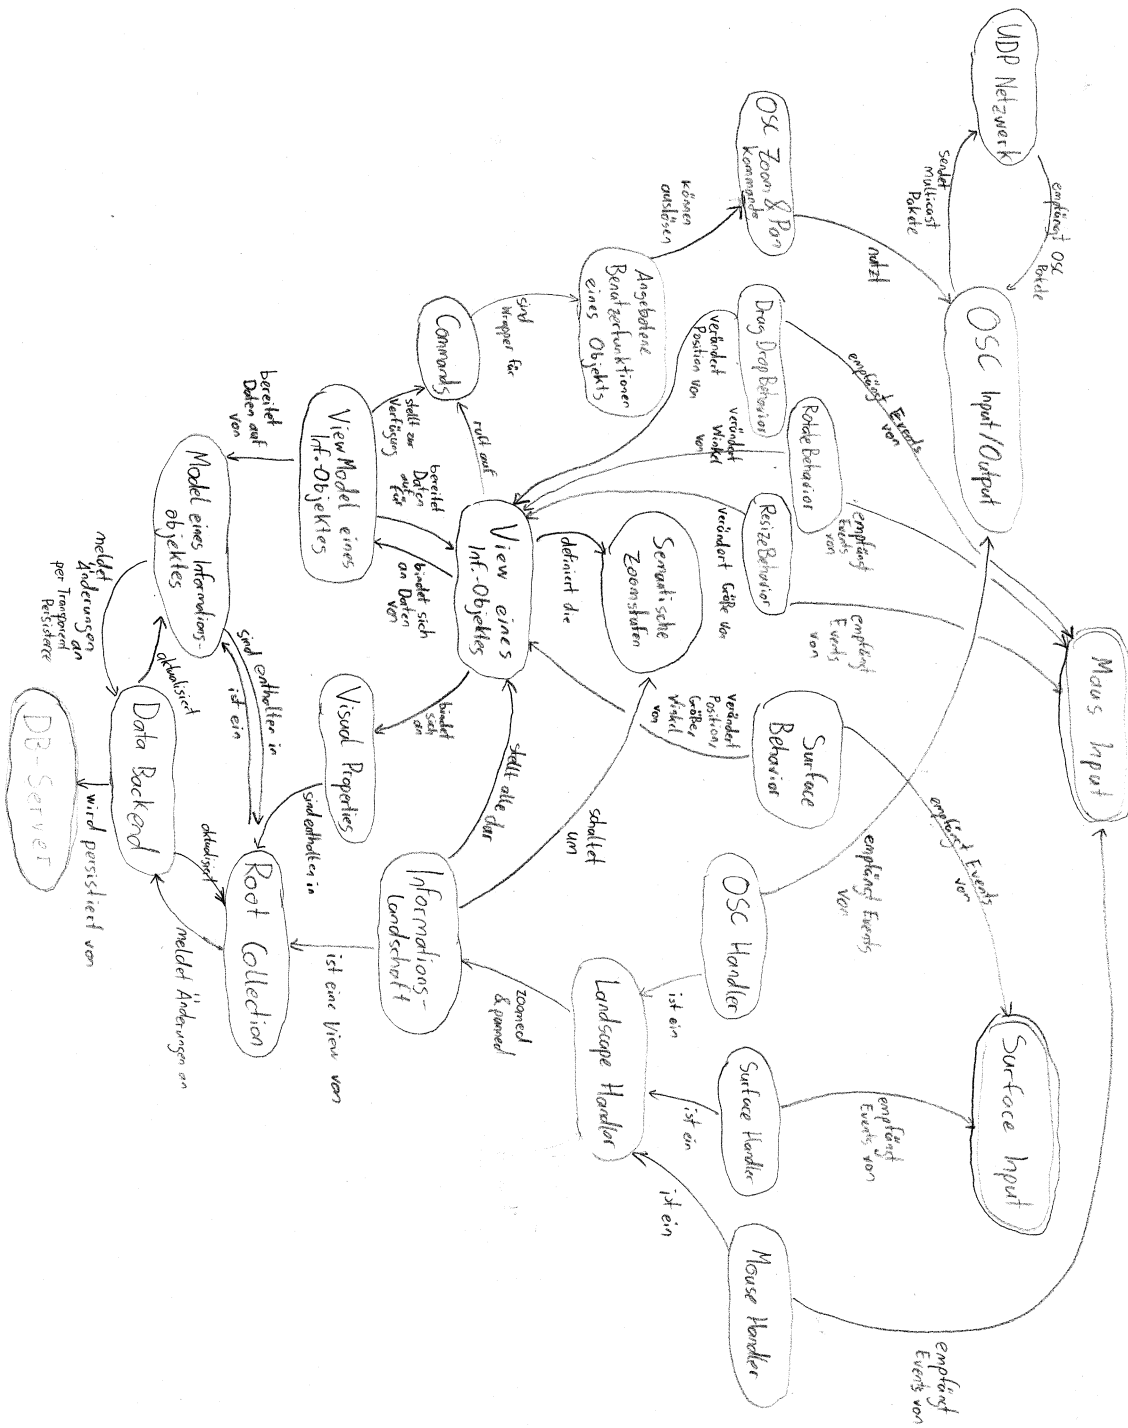 Maus Input
UDP Netzwerk
empfängt OSC
Pakete
sendet
Multicast
Pakete
OSC Input/Output
Surface Input
empfängt Events
von
empfängt
Events
von
empfängt
Events
von
empfängt Events
von
empfängt Events
von
empfängt
Events von
empfängt
Events von
nutzt
OSC Zoom & Pan
Kommando
Drag Drop Behavior
Rotate Behavior
Resize Behavior
Surface
Behavior
OSC Handler
Surface Handler
Mouse Handler
können
auslösen
verändert
Position von
verändert
Winkel
von
verändert Größe von
verändert
Position,
Größe,
Winkel
von
ist ein
ist ein
ist ein
Angebotene
Benutzerfunktionen
eines Objekts
Semantische
Zoomstufen
Landscape Handler
sind
Wrapper für
definiert die
schaltet
um
zoomed
& panned
Commands
ruft auf
View eines
Inf.-Objektes
stellt alle dar
stellt zur
Verfügung
bereitet
Daten
auf
für
bindet sich
an Daten
von
bindet
sich
an
Informations-
landschaft
ViewModel eines
Inf.-Objektes
Visual Properties
bereitet
Daten auf
von
sind enthalten in
ist eine View von
Model eines Informations-
objektes
sind enthalten in
ist ein
Root Collection
meldet
Änderungen an
per Transparent
Persistence
aktualisiert
aktualisiert
meldet Änderungen an
Data Backend
wird persistiert von
DB-Server